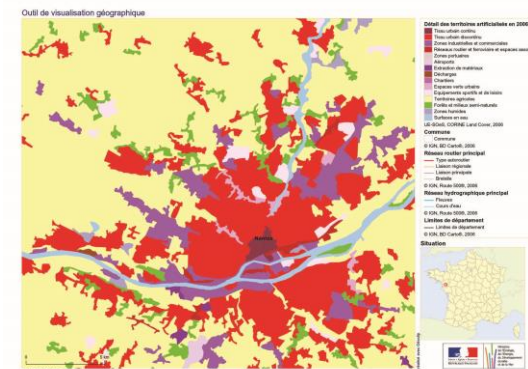 Outil de visualisation géographique
Nantes
5 km
Détail des territoires artificialisés en 2006
Tissu urbain continu
Tissu urbain discontinu
Zones industrielles et commerciales
Réseaux routier et ferroviaire et espaces asso
Zones portuaires
Aéroports
Extraction de matériaux
Décharges
Chantiers
Espaces verts urbains
Equipements sportifs et de loisirs
Territoires agricoles
Forêts et milieux semi-naturels
Zones humides
Surfaces en eau
UE-SOeS, CORINE Land Cover, 2006
Commune
Commune
© IGN, BD Carto®, 2006
Réseau routier principal
Type autoroutier
Liaison régionale
Liaison principale
Bretelle
© IGN, Route 500®, 2006
Réseau hydrographique principal
Fleuves
Cours d'eau
© IGN, Route 500®, 2006
Limites de département
Limites de département
© IGN, BD Carto®, 2006
Situation